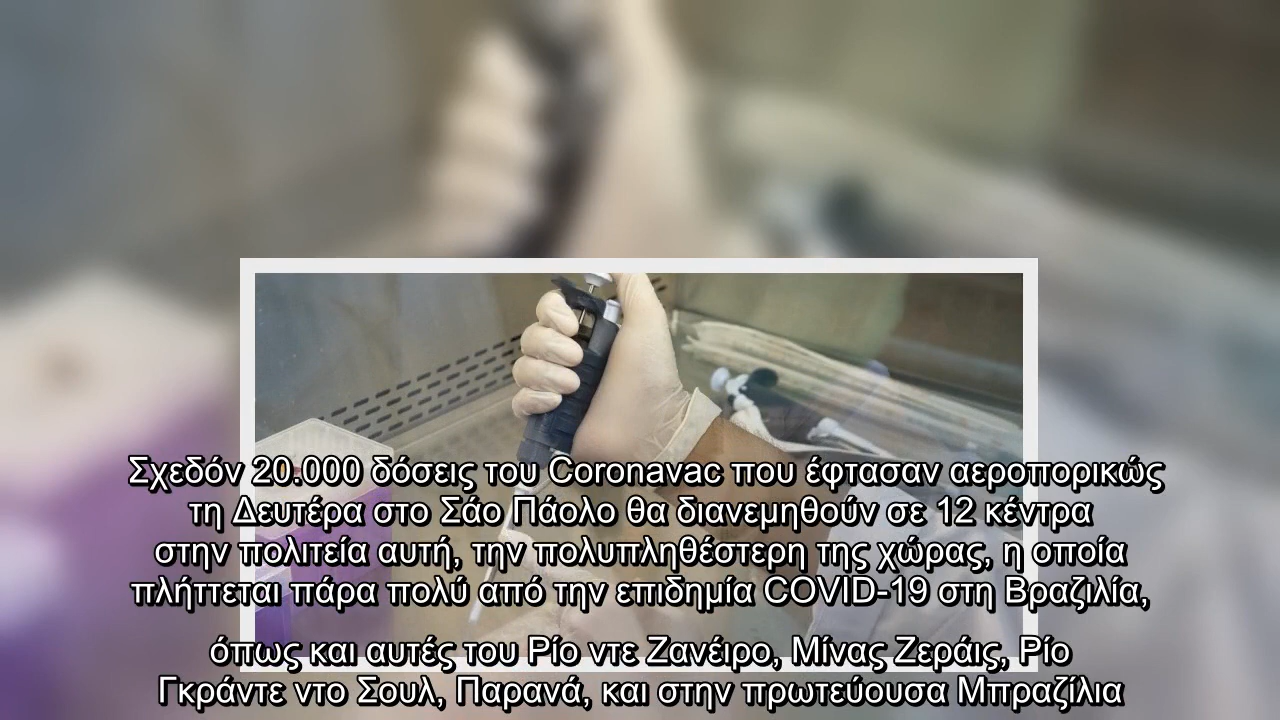 Σχεδόν 20.000 δόσεις του Coronavac που έφτασαν αεροπορικώς
τη Δευτέρα στο Σάο Πάολο θα διανεμηθούν σε 12 κέντρα
στην πολιτεία αυτή, την πολυπληθέστερη της χώρας, η οποία
πλήττεται πάρα πολύ από την επιδημία COVID-19 στη Βραζιλία,
όπως και αυτές του Ρίο ντε Ζανέιρο, Μίνας Ζεράις, Ρίο
Γκράντε ντο Σουλ, Παρανά, και στην πρωτεύουσα Μπραζίλια